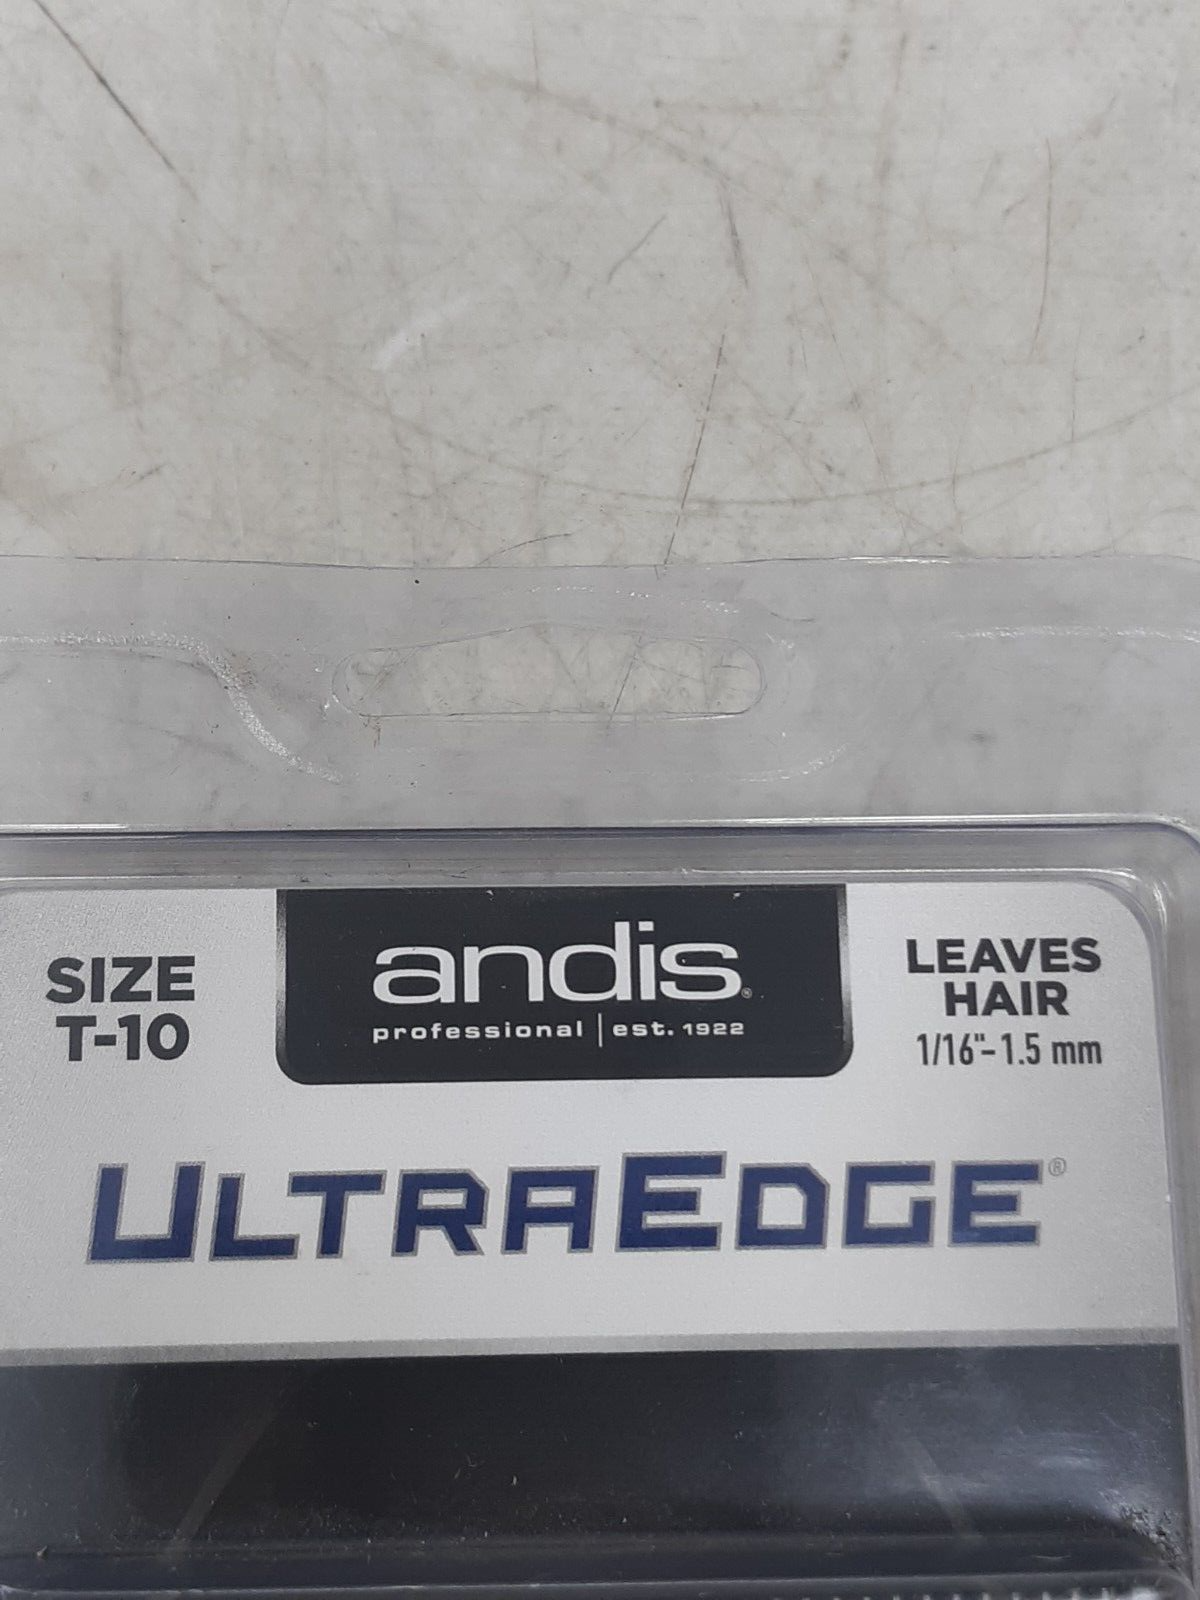 SIZE
T-10
andis®
professional | est. 1922
LEAVES
HAIR
1/16"- 1.5 mm
ULTRAEDGE®